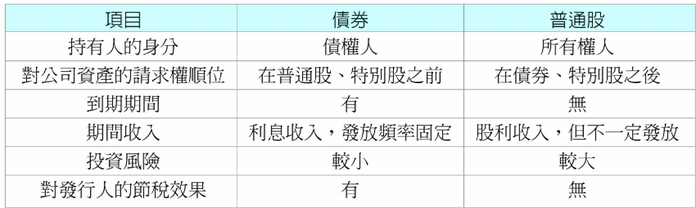 項目 債券 普通股
持有人的身分 債權人 所有權人
對公司資產的請求權順位 在普通股、特別股之前 在債券、特別股之後
到期期間 有 無
期間收入 利息收入，發放頻率固定 股利收入，但不一定發放
投資風險 較小 較大
對發行人的節稅效果 有 無